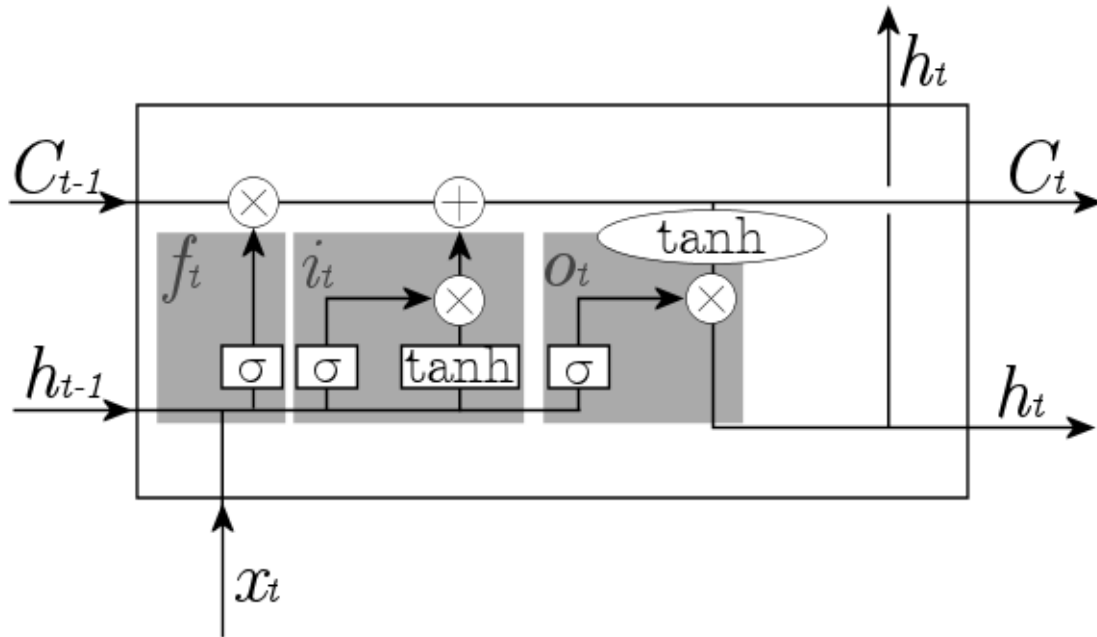 h_t
C_{t-1}
C_t
×
+
tanh
f_t
i_t
o_t
×
×
σ
σ
tanh
σ
h_{t-1}
h_t
x_t